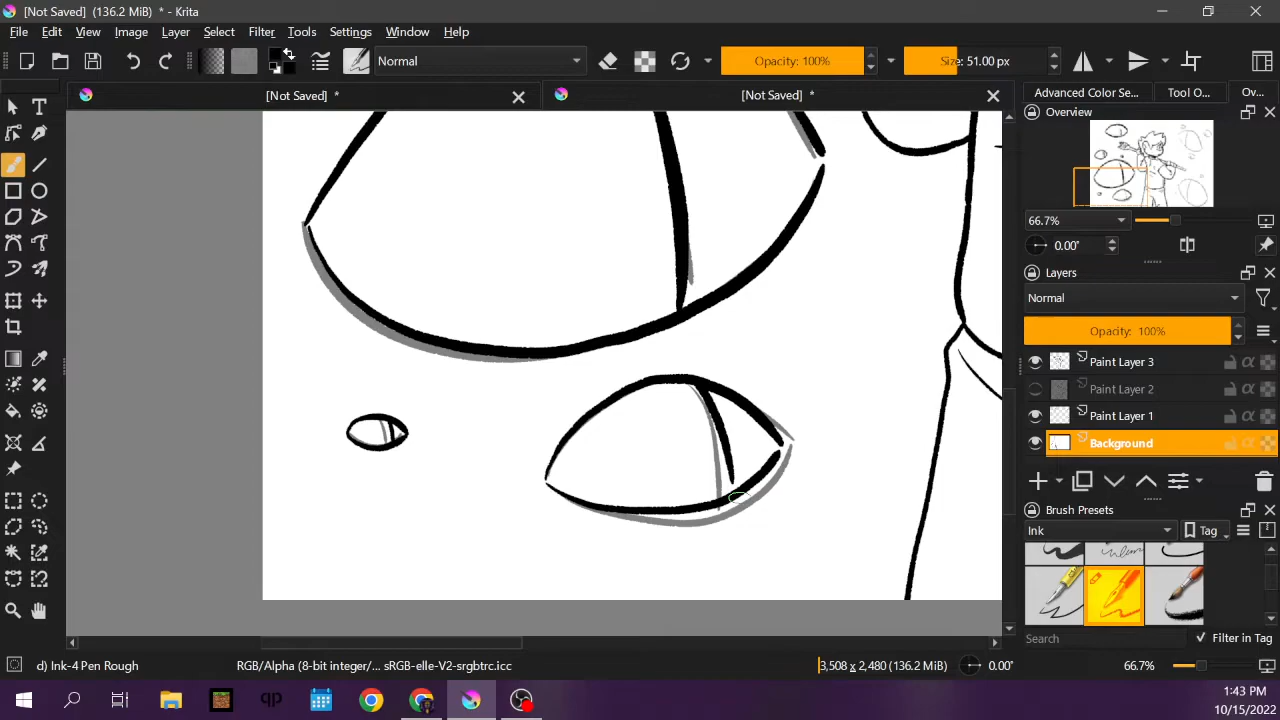 [Not Saved] (136.2 MiB) * - Krita
File Edit View Image Layer Select Filter Tools Settings Window Help
Normal Opacity: 100% Size: 51.00 px
[Not Saved] * [Not Saved] * Advanced Color Se... Tool O... Ov...
Overview
66.7%
0.00°
Layers
Normal
Opacity: 100%
Paint Layer 3
Paint Layer 2
Paint Layer 1
Background
Brush Presets
Ink Tag
Search Filter in Tag
d) Ink-4 Pen Rough RGB/Alpha (8-bit integer/... sRGB-elle-V2-srgbtrc.icc 3,508 x 2,480 (136.2 MiB) 0.00° 66.7%
qp 1:43 PM
10/15/2022